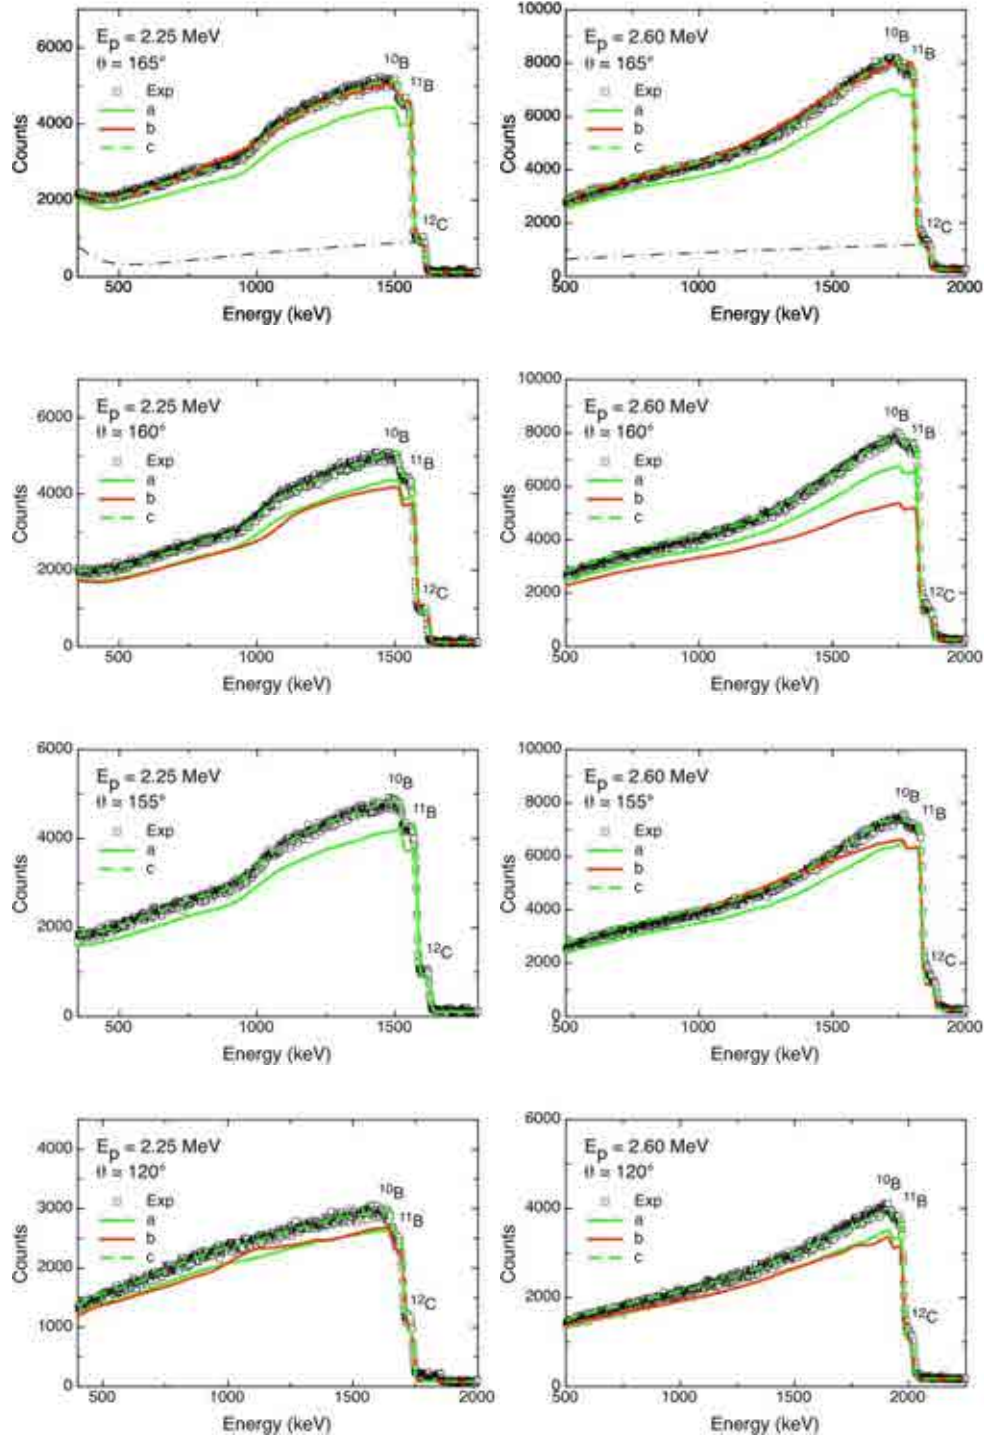 E_p = 2.25 MeV
θ = 165°
Exp
a
b
c
10B
11B
12C
Counts
0
2000
4000
6000
500
1000
1500
Energy (keV)
E_p = 2.60 MeV
θ = 165°
Exp
a
b
c
10B
11B
12C
Counts
0
2000
4000
6000
8000
10000
500
1000
1500
2000
Energy (keV)
E_p = 2.25 MeV
θ = 160°
Exp
a
b
c
10B
11B
12C
Counts
0
2000
4000
6000
500
1000
1500
Energy (keV)
E_p = 2.60 MeV
θ = 160°
Exp
a
b
c
10B
11B
12C
Counts
0
2000
4000
6000
8000
10000
500
1000
1500
2000
Energy (keV)
E_p = 2.25 MeV
θ = 155°
Exp
a
c
10B
11B
12C
Counts
0
2000
4000
6000
500
1000
1500
Energy (keV)
E_p = 2.60 MeV
θ = 155°
Exp
a
b
c
10B
11B
12C
Counts
0
2000
4000
6000
8000
10000
500
1000
1500
2000
Energy (keV)
E_p = 2.25 MeV
θ = 120°
Exp
a
b
c
10B
11B
12C
Counts
0
1000
2000
3000
4000
500
1000
1500
2000
Energy (keV)
E_p = 2.60 MeV
θ = 120°
Exp
a
b
c
10B
11B
12C
Counts
0
2000
4000
6000
500
1000
1500
2000
Energy (keV)